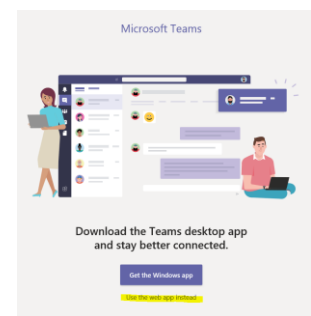 Microsoft Teams
Download the Teams desktop app
and stay better connected.
Get the Windows app
Use the web app instead